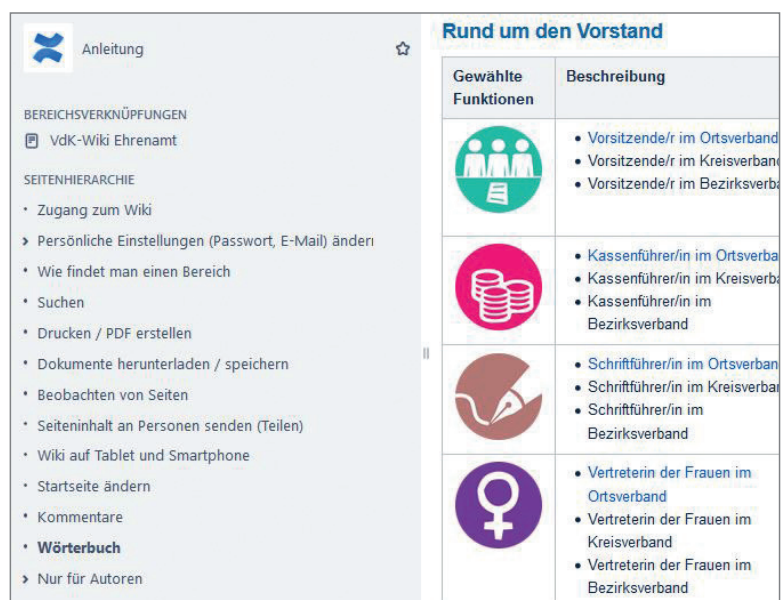 Anleitung
BEREICHSVERKNÜPFUNGEN
VdK-Wiki Ehrenamt
SEITENHIERARCHIE
Zugang zum Wiki
Persönliche Einstellungen (Passwort, E-Mail) änder
Wie findet man einen Bereich
Suchen
Drucken / PDF erstellen
Dokumente herunterladen / speichern
Beobachten von Seiten
Seiteninhalt an Personen senden (Teilen)
Wiki auf Tablet und Smartphone
Startseite ändern
Kommentare
Wörterbuch
Nur für Autoren
Rund um den Vorstand
Gewählte
Funktionen
Beschreibung
Vorsitzende/r im Ortsverband
Vorsitzende/r im Kreisverband
Vorsitzende/r im Bezirksverba
Kassenführer/in im Ortsverba
Kassenführer/in im Kreisverba
Kassenführer/in im
Bezirksverband
Schriftführer/in im Ortsverban
Schriftführer/in im Kreisverban
Schriftführer/in im
Bezirksverband
Vertreterin der Frauen im
Ortsverband
Vertreterin der Frauen im
Kreisverband
Vertreterin der Frauen im
Bezirksverband